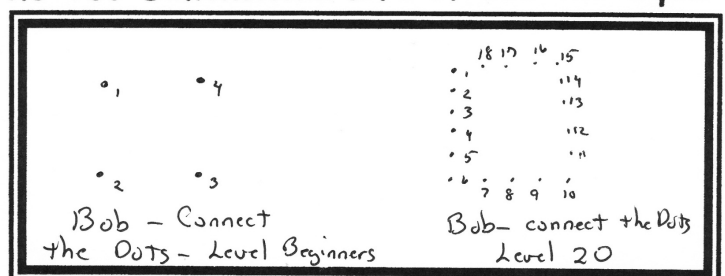 1 4
2 3
Bob - Connect
the Dots - Level Beginners
18 17 16 15
1 14
2 13
3
4 12
5 11
6 7 8 9 10
Bob - connect the Dots
Level 20